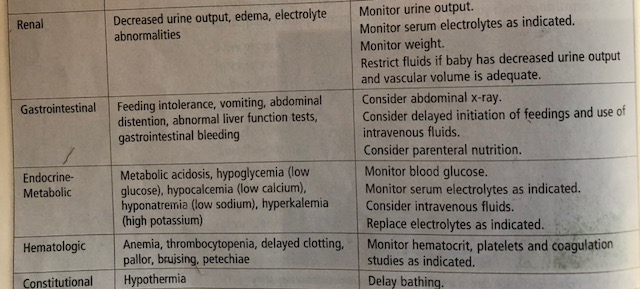 Renal
Decreased urine output, edema, electrolyte
abnormalities
Monitor urine output.
Monitor serum electrolytes as indicated.
Monitor weight.
Restrict fluids if baby has decreased urine output
and vascular volume is adequate.
Gastrointestinal
Feeding intolerance, vomiting, abdominal
distention, abnormal liver function tests,
gastrointestinal bleeding
Consider abdominal x-ray.
Consider delayed initiation of feedings and use of
intravenous fluids.
Consider parenteral nutrition.
Endocrine-
Metabolic
Metabolic acidosis, hypoglycemia (low
glucose), hypocalcemia (low calcium),
hyponatremia (low sodium), hyperkalemia
(high potassium)
Monitor blood glucose.
Monitor serum electrolytes as indicated.
Consider intravenous fluids.
Replace electrolytes as indicated.
Hematologic
Anemia, thrombocytopenia, delayed clotting,
pallor, bruising, petechiae
Monitor hematocrit, platelets and coagulation
studies as indicated.
Constitutional
Hypothermia
Delay bathing.